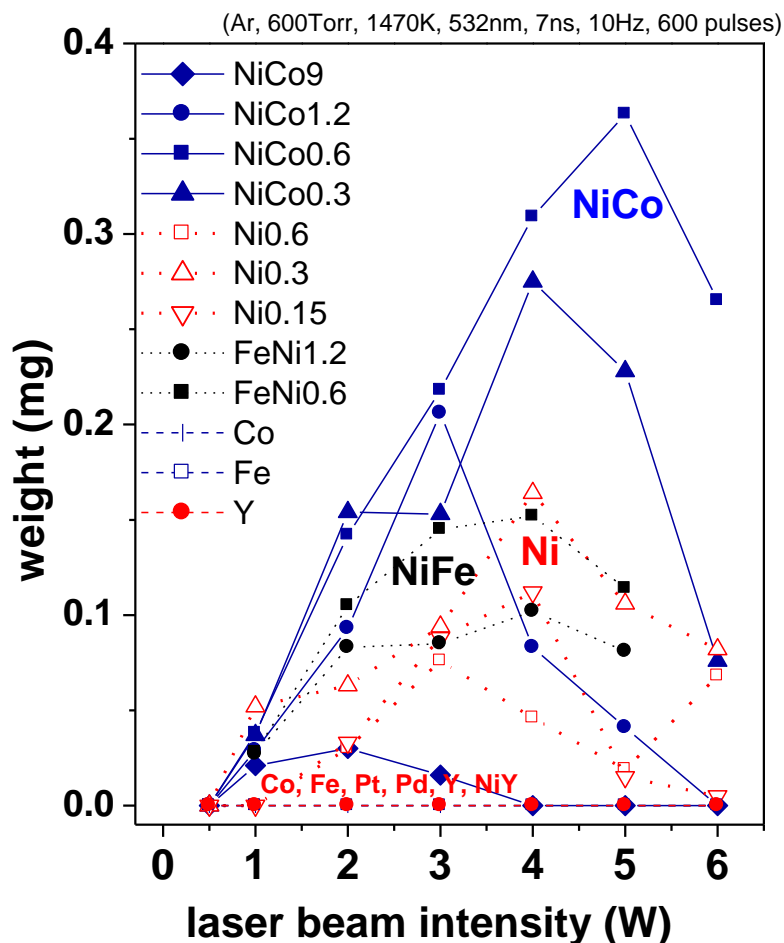 (Ar, 600Torr, 1470K, 532nm, 7ns, 10Hz, 600 pulses)
0.4
NiCo9
NiCo1.2
NiCo0.6
NiCo0.3
Ni0.6
Ni0.3
Ni0.15
FeNi1.2
FeNi0.6
Co
Fe
Y
NiCo
0.3
weight (mg)
0.2
Ni
NiFe
0.1
Co, Fe, Pt, Pd, Y, NiY
0.0
0 1 2 3 4 5 6
laser beam intensity (W)